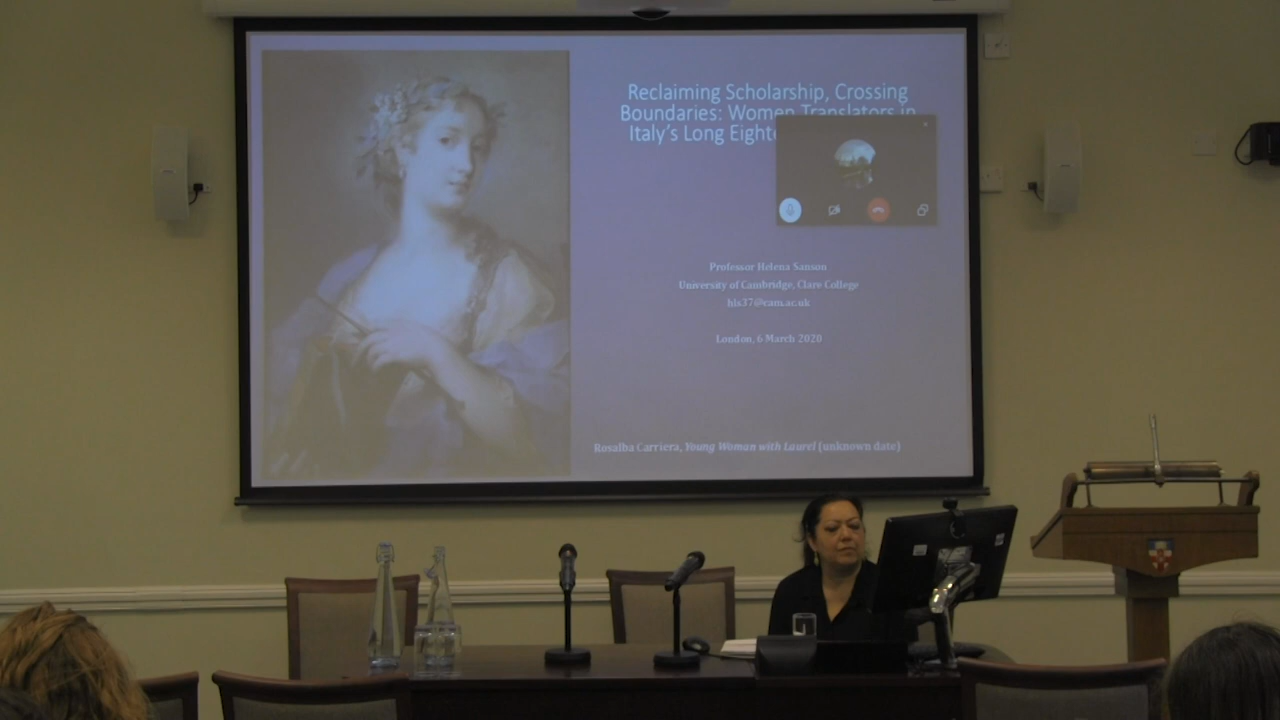 Reclaiming Scholarship, Crossing
Boundaries: Women Translators in
Italy's Long Eighte
Professor Helena Sanson
University of Cambridge, Clare College
hls37@cam.ac.uk
London, 6 March 2020
Rosalba Carriera, Young Woman with Laurel (unknown date)